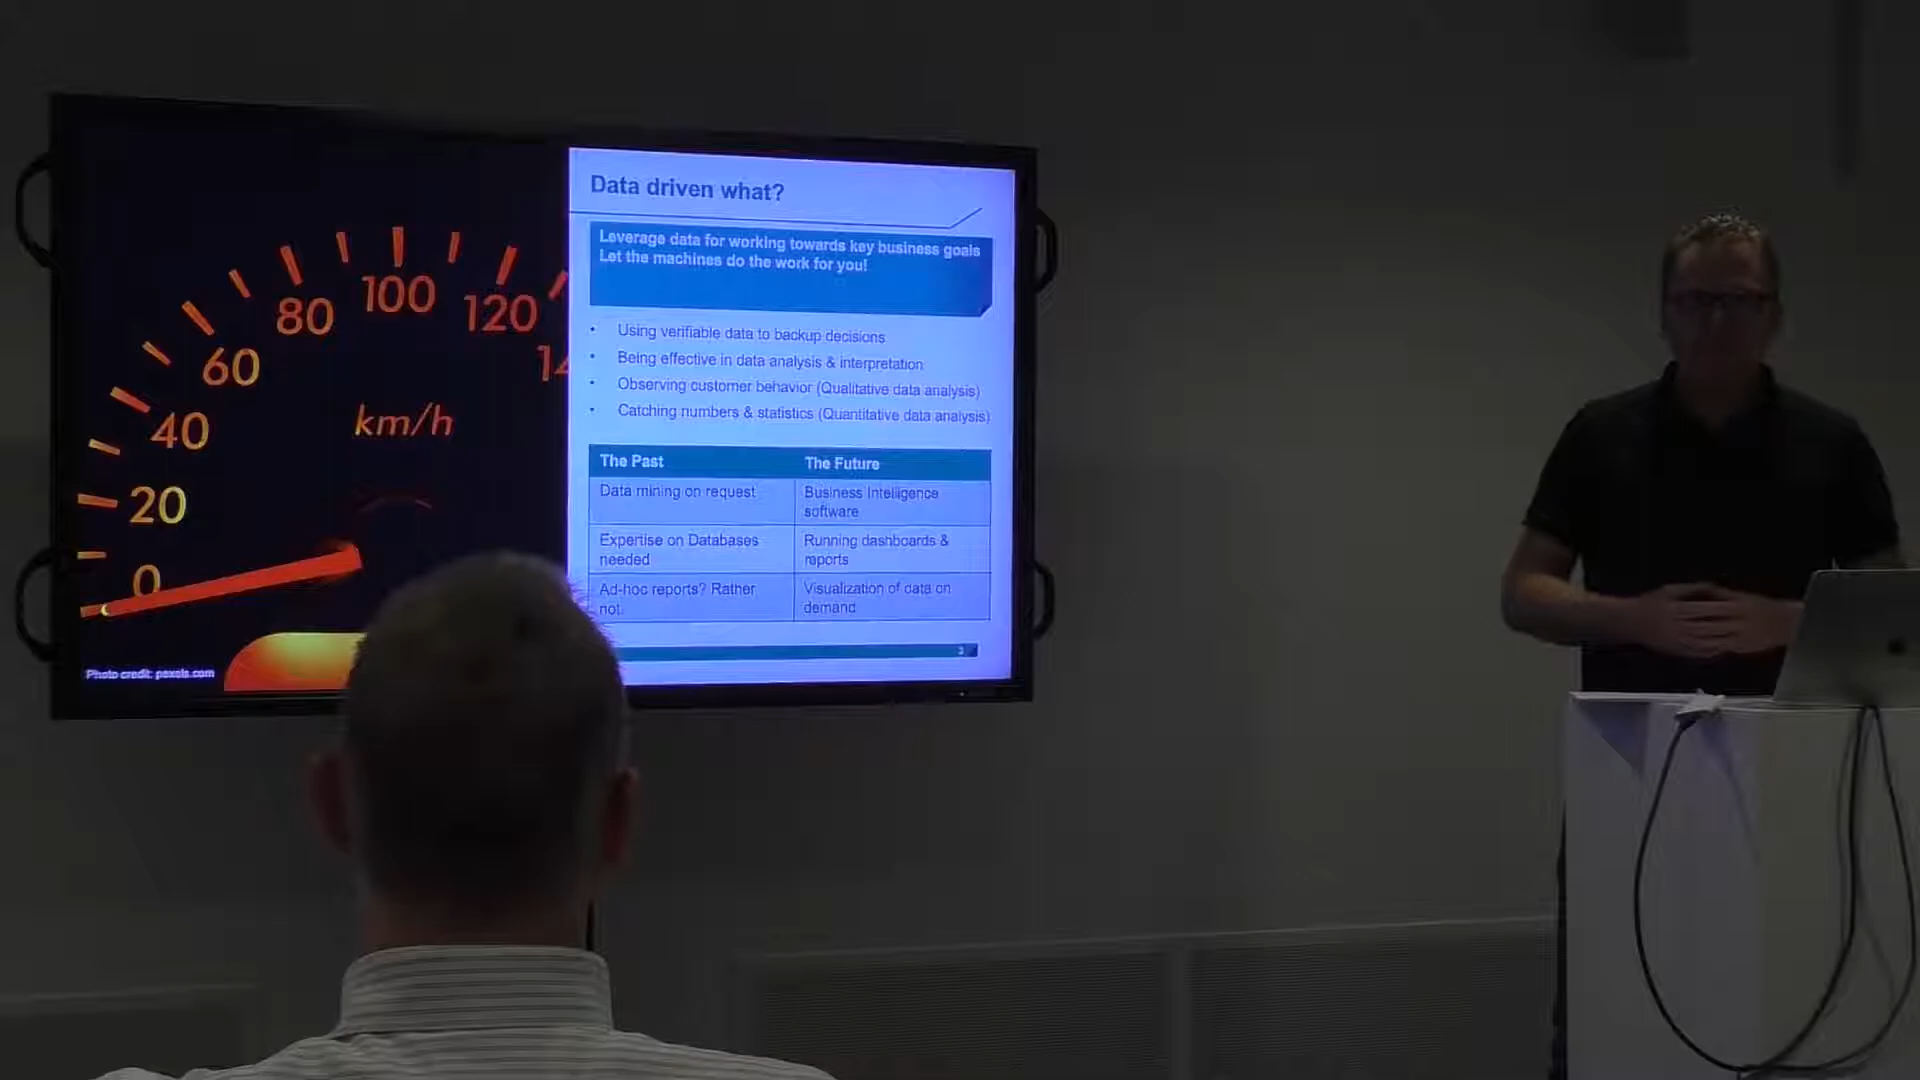 Data driven what?
Leverage data for working towards key business goals
Let the machines do the work for you!
• Using verifiable data to backup decisions
• Being effective in data analysis & interpretation
• Observing customer behavior (Qualitative data analysis)
• Catching numbers & statistics (Quantitative data analysis)
The Past The Future
Data mining on request Business Intelligence
software
Expertise on Databases Running dashboards &
needed reports
Ad-hoc reports? Rather Visualization of data on
not. demand
3
0
20
40
60
80
100
120
14
km/h
Photo credit: pexels.com